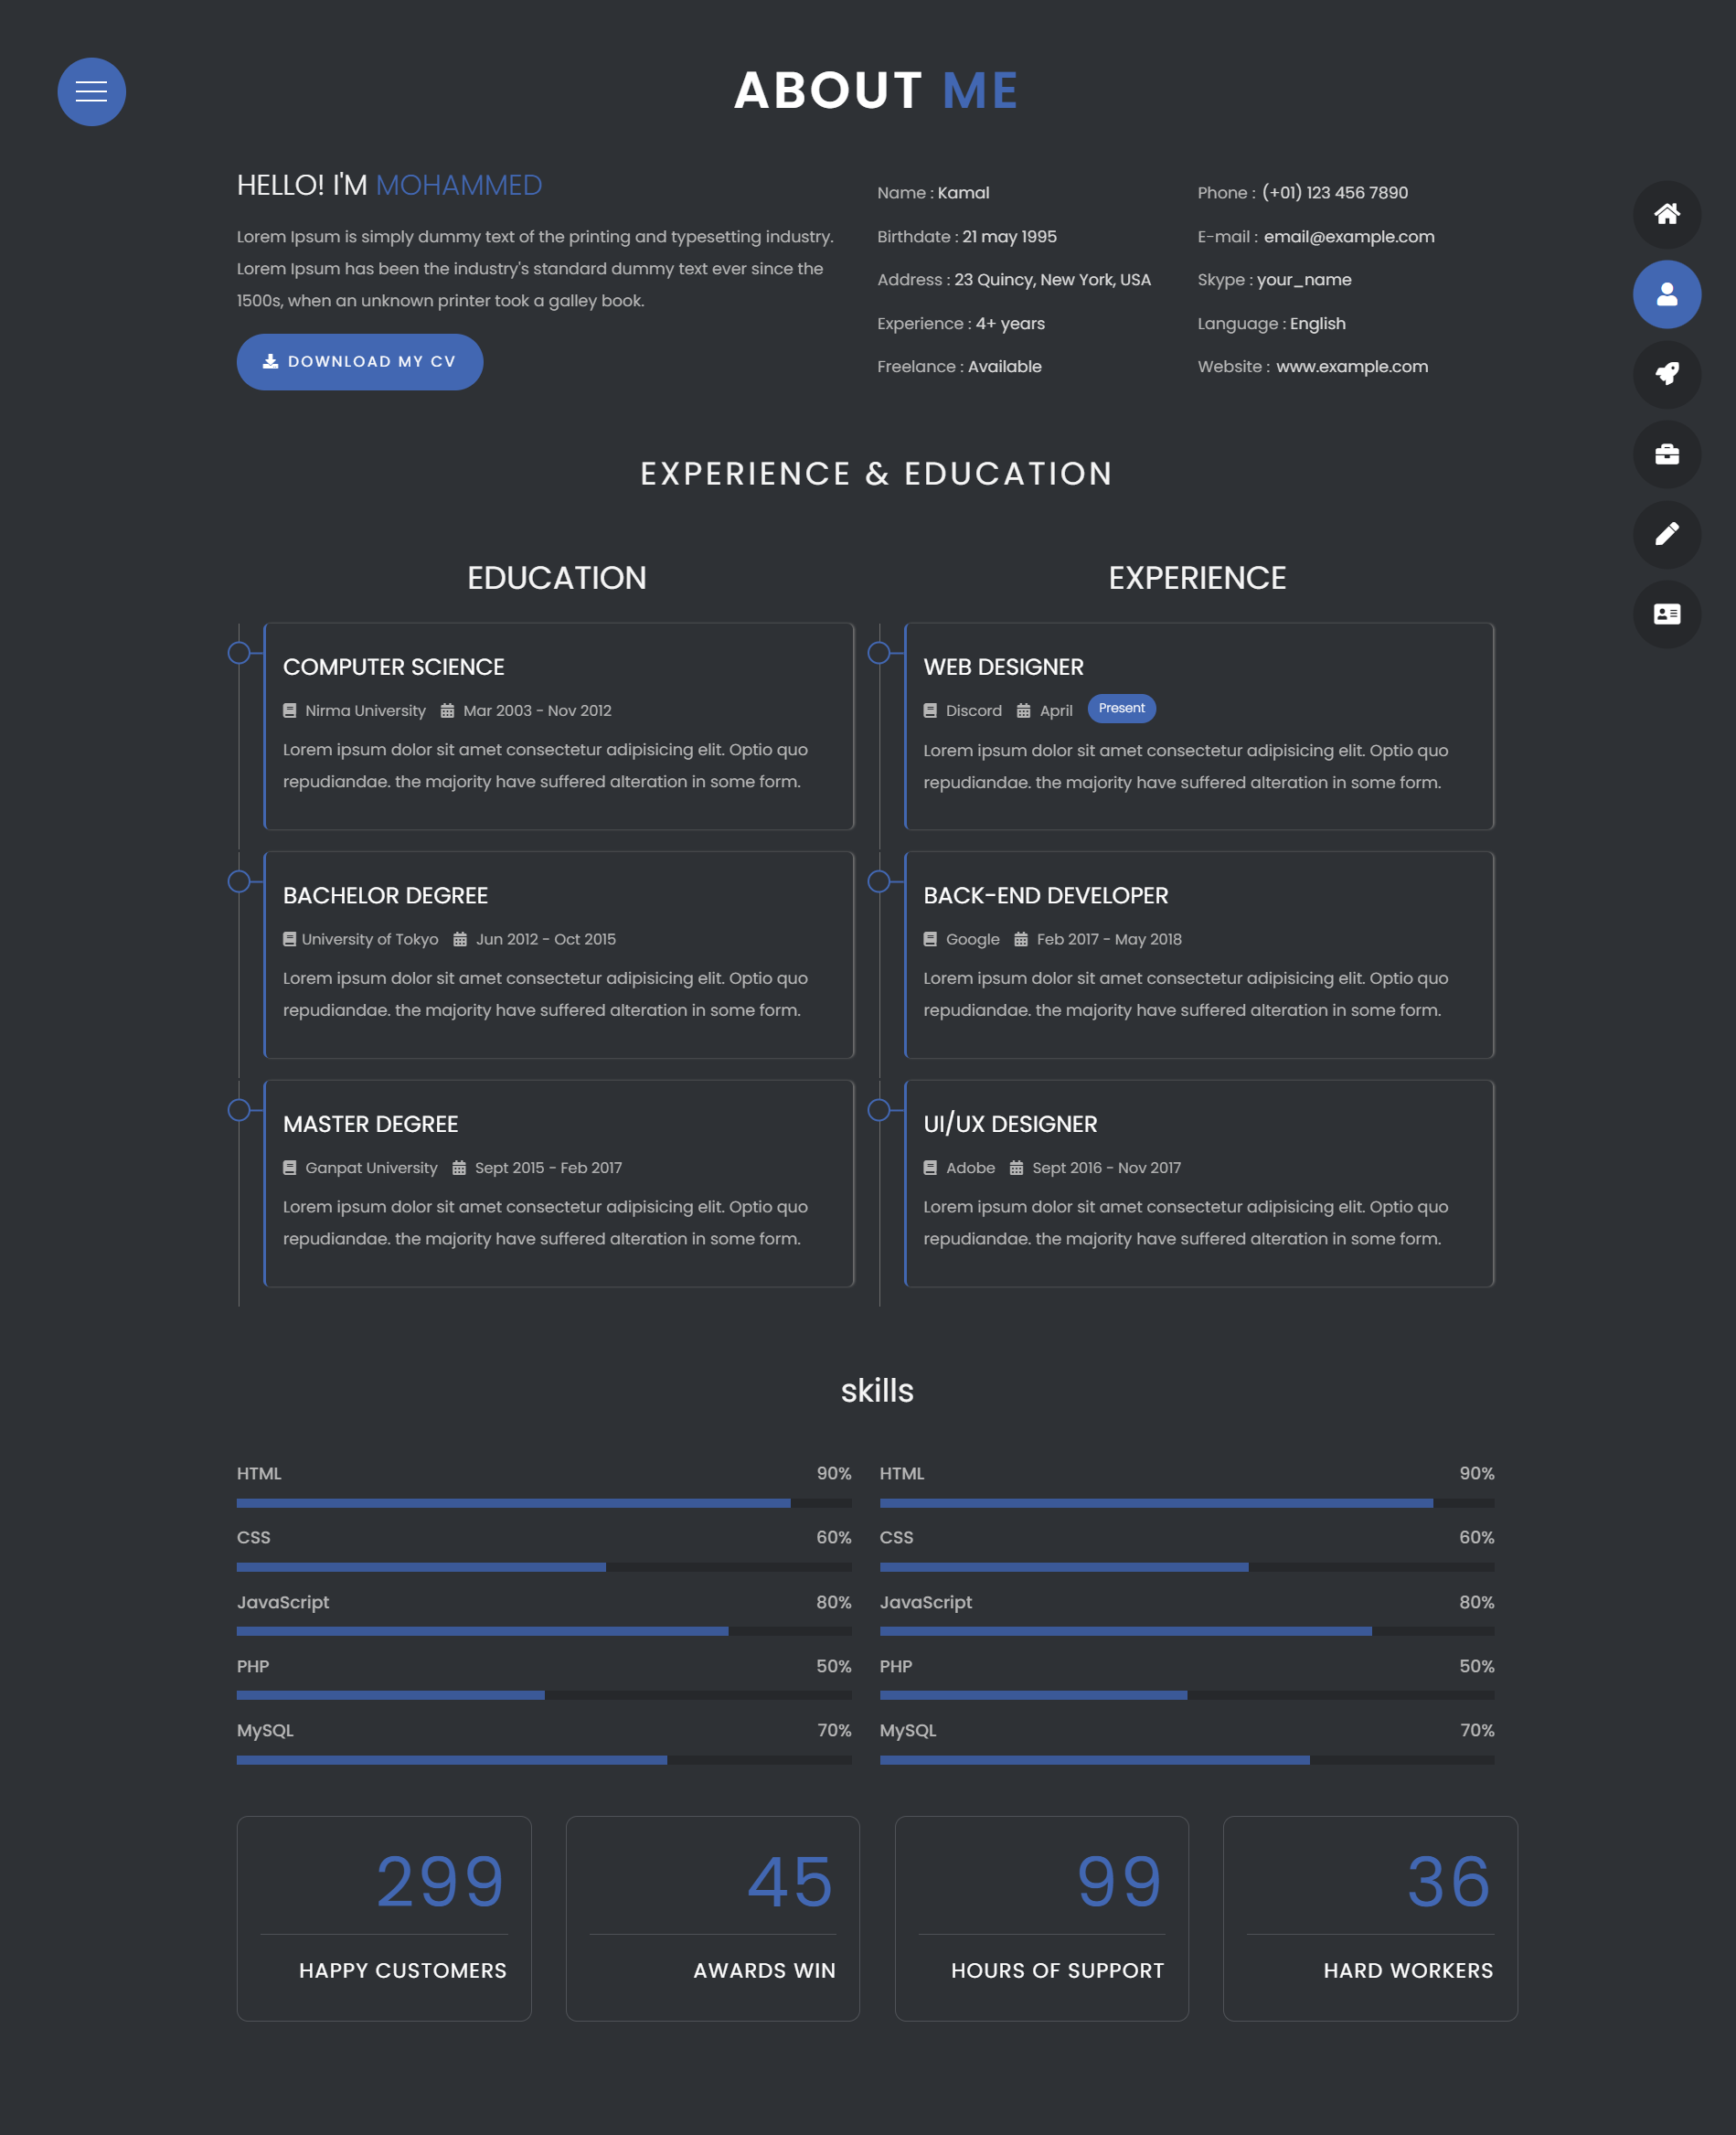 ABOUT ME
HELLO! I'M MOHAMMED
Lorem Ipsum is simply dummy text of the printing and typesetting industry.
Lorem Ipsum has been the industry's standard dummy text ever since the
1500s, when an unknown printer took a galley book.
DOWNLOAD MY CV
Name : Kamal
Birthdate : 21 may 1995
Address : 23 Quincy, New York, USA
Experience : 4+ years
Freelance : Available
Phone : (+01) 123 456 7890
E-mail : email@example.com
Skype : your_name
Language : English
Website : www.example.com
EXPERIENCE & EDUCATION
EDUCATION
COMPUTER SCIENCE
Nirma University Mar 2003 - Nov 2012
Lorem ipsum dolor sit amet consectetur adipisicing elit. Optio quo
repudiandae. the majority have suffered alteration in some form.
BACHELOR DEGREE
University of Tokyo Jun 2012 - Oct 2015
Lorem ipsum dolor sit amet consectetur adipisicing elit. Optio quo
repudiandae. the majority have suffered alteration in some form.
MASTER DEGREE
Ganpat University Sept 2015 - Feb 2017
Lorem ipsum dolor sit amet consectetur adipisicing elit. Optio quo
repudiandae. the majority have suffered alteration in some form.
EXPERIENCE
WEB DESIGNER
Discord April Present
Lorem ipsum dolor sit amet consectetur adipisicing elit. Optio quo
repudiandae. the majority have suffered alteration in some form.
BACK-END DEVELOPER
Google Feb 2017 - May 2018
Lorem ipsum dolor sit amet consectetur adipisicing elit. Optio quo
repudiandae. the majority have suffered alteration in some form.
UI/UX DESIGNER
Adobe Sept 2016 - Nov 2017
Lorem ipsum dolor sit amet consectetur adipisicing elit. Optio quo
repudiandae. the majority have suffered alteration in some form.
skills
HTML 90%
CSS 60%
JavaScript 80%
PHP 50%
MySQL 70%
HTML 90%
CSS 60%
JavaScript 80%
PHP 50%
MySQL 70%
299
HAPPY CUSTOMERS
45
AWARDS WIN
99
HOURS OF SUPPORT
36
HARD WORKERS